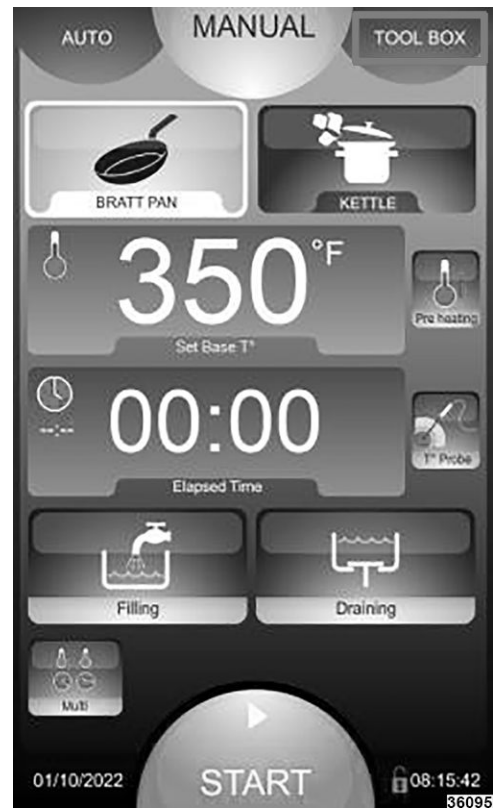 AUTO MANUAL TOOL BOX
BRATT PAN KETTLE
350°F
Set Base T°
Pre heating
00:00
--:--
Elapsed Time
T° Probe
Filling Draining
Multi
START
01/10/2022 08:15:42
36095